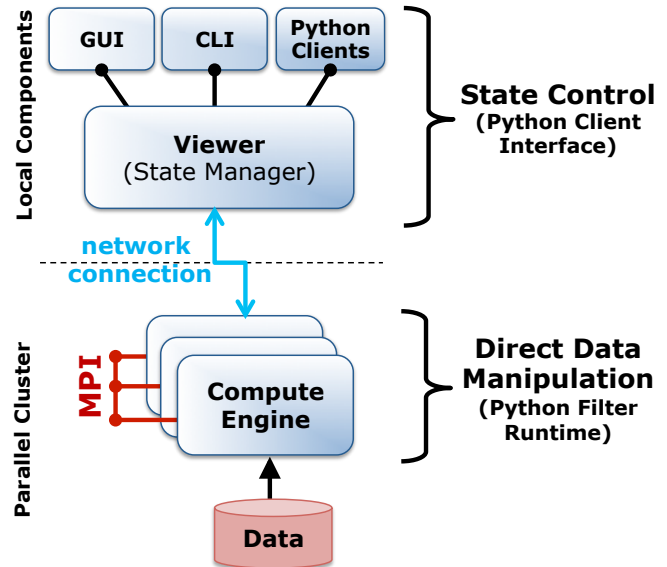 GUI
CLI
Python
Clients
Local Components
Viewer
(State Manager)
State Control
(Python Client
Interface)
network
connection
Parallel Cluster
MPI
Compute
Engine
Direct Data
Manipulation
(Python Filter
Runtime)
Data